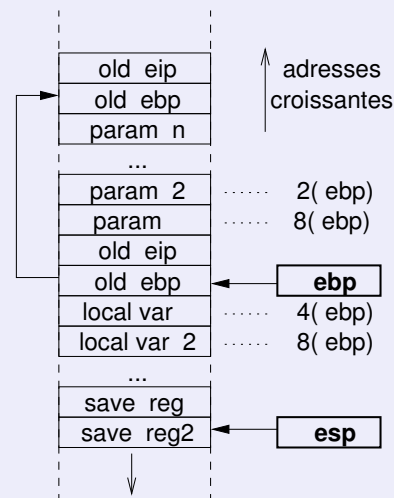 old eip
adresses
old ebp
croissantes
param n
...
param 2 ...... 2( ebp)
param ...... 8( ebp)
old eip
old ebp
ebp
local var ...... 4( ebp)
local var 2 ...... 8( ebp)
...
save reg
save reg2
esp